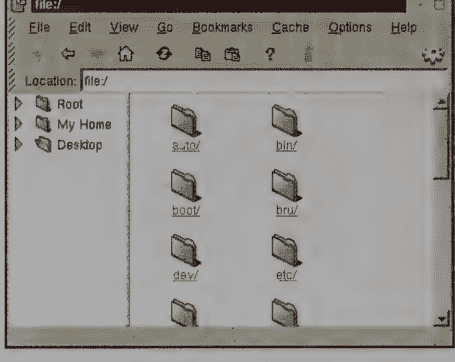 file:/
File Edit View Go Bookmarks Cache Options Help
?
Location: file:/
Root
My Home
Desktop
auto/ bin/
boot/ bru/
dev/ etc/